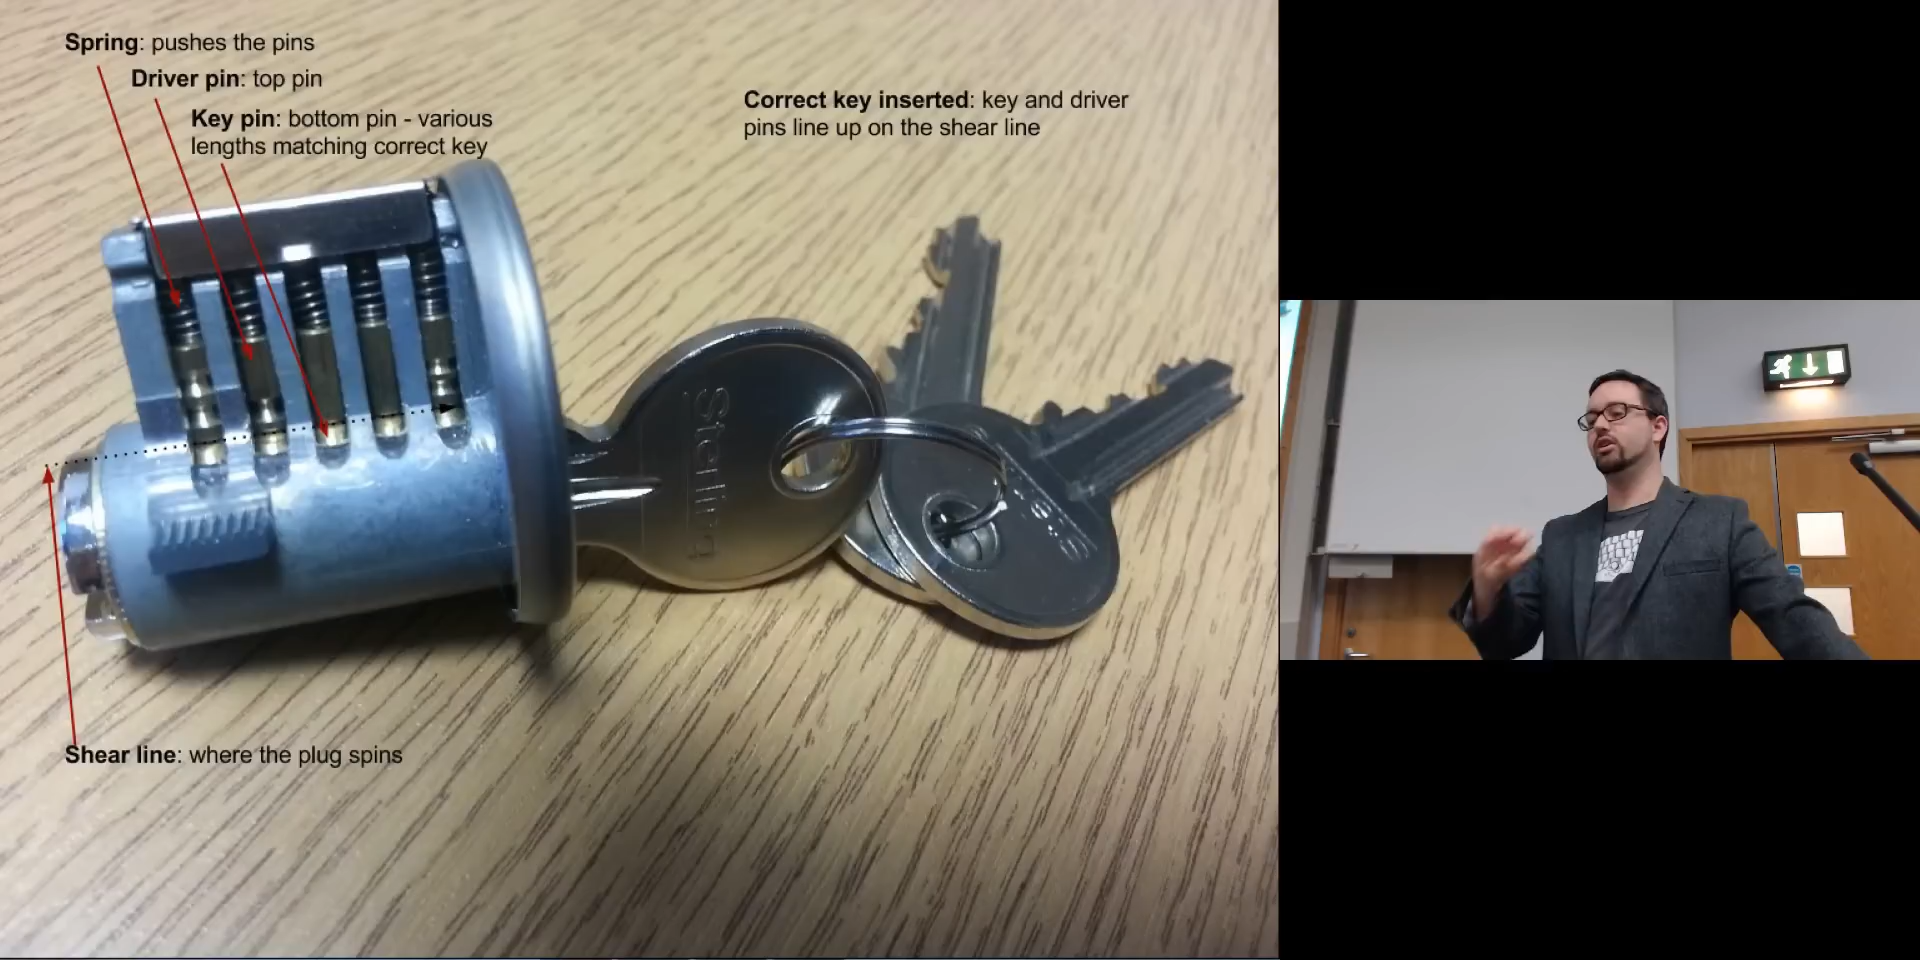 Spring: pushes the pins
Driver pin: top pin
Key pin: bottom pin - various
lengths matching correct key
Correct key inserted: key and driver
pins line up on the shear line
Sterling
Shear line: where the plug spins